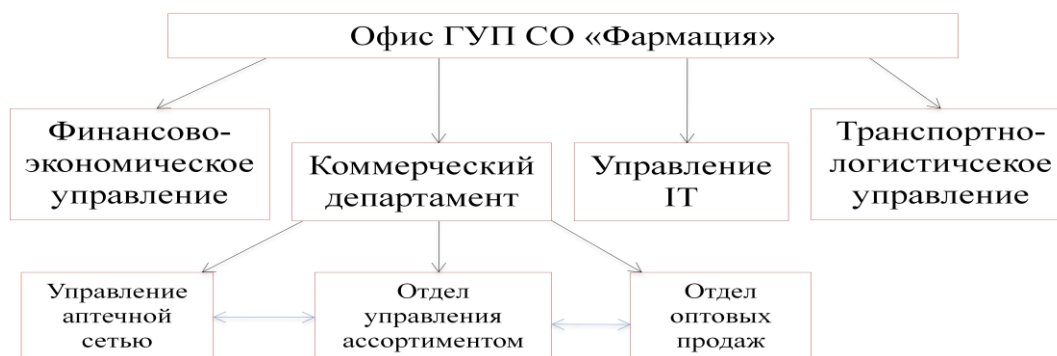 Офис ГУП СО «Фармация»
Финансово-
экономическое
управление
Коммерческий
департамент
Управление
IT
Транспортно-
логистичсекое
управление
Управление
аптечной
сетью
Отдел
управления
ассортиментом
Отдел
оптовых
продаж